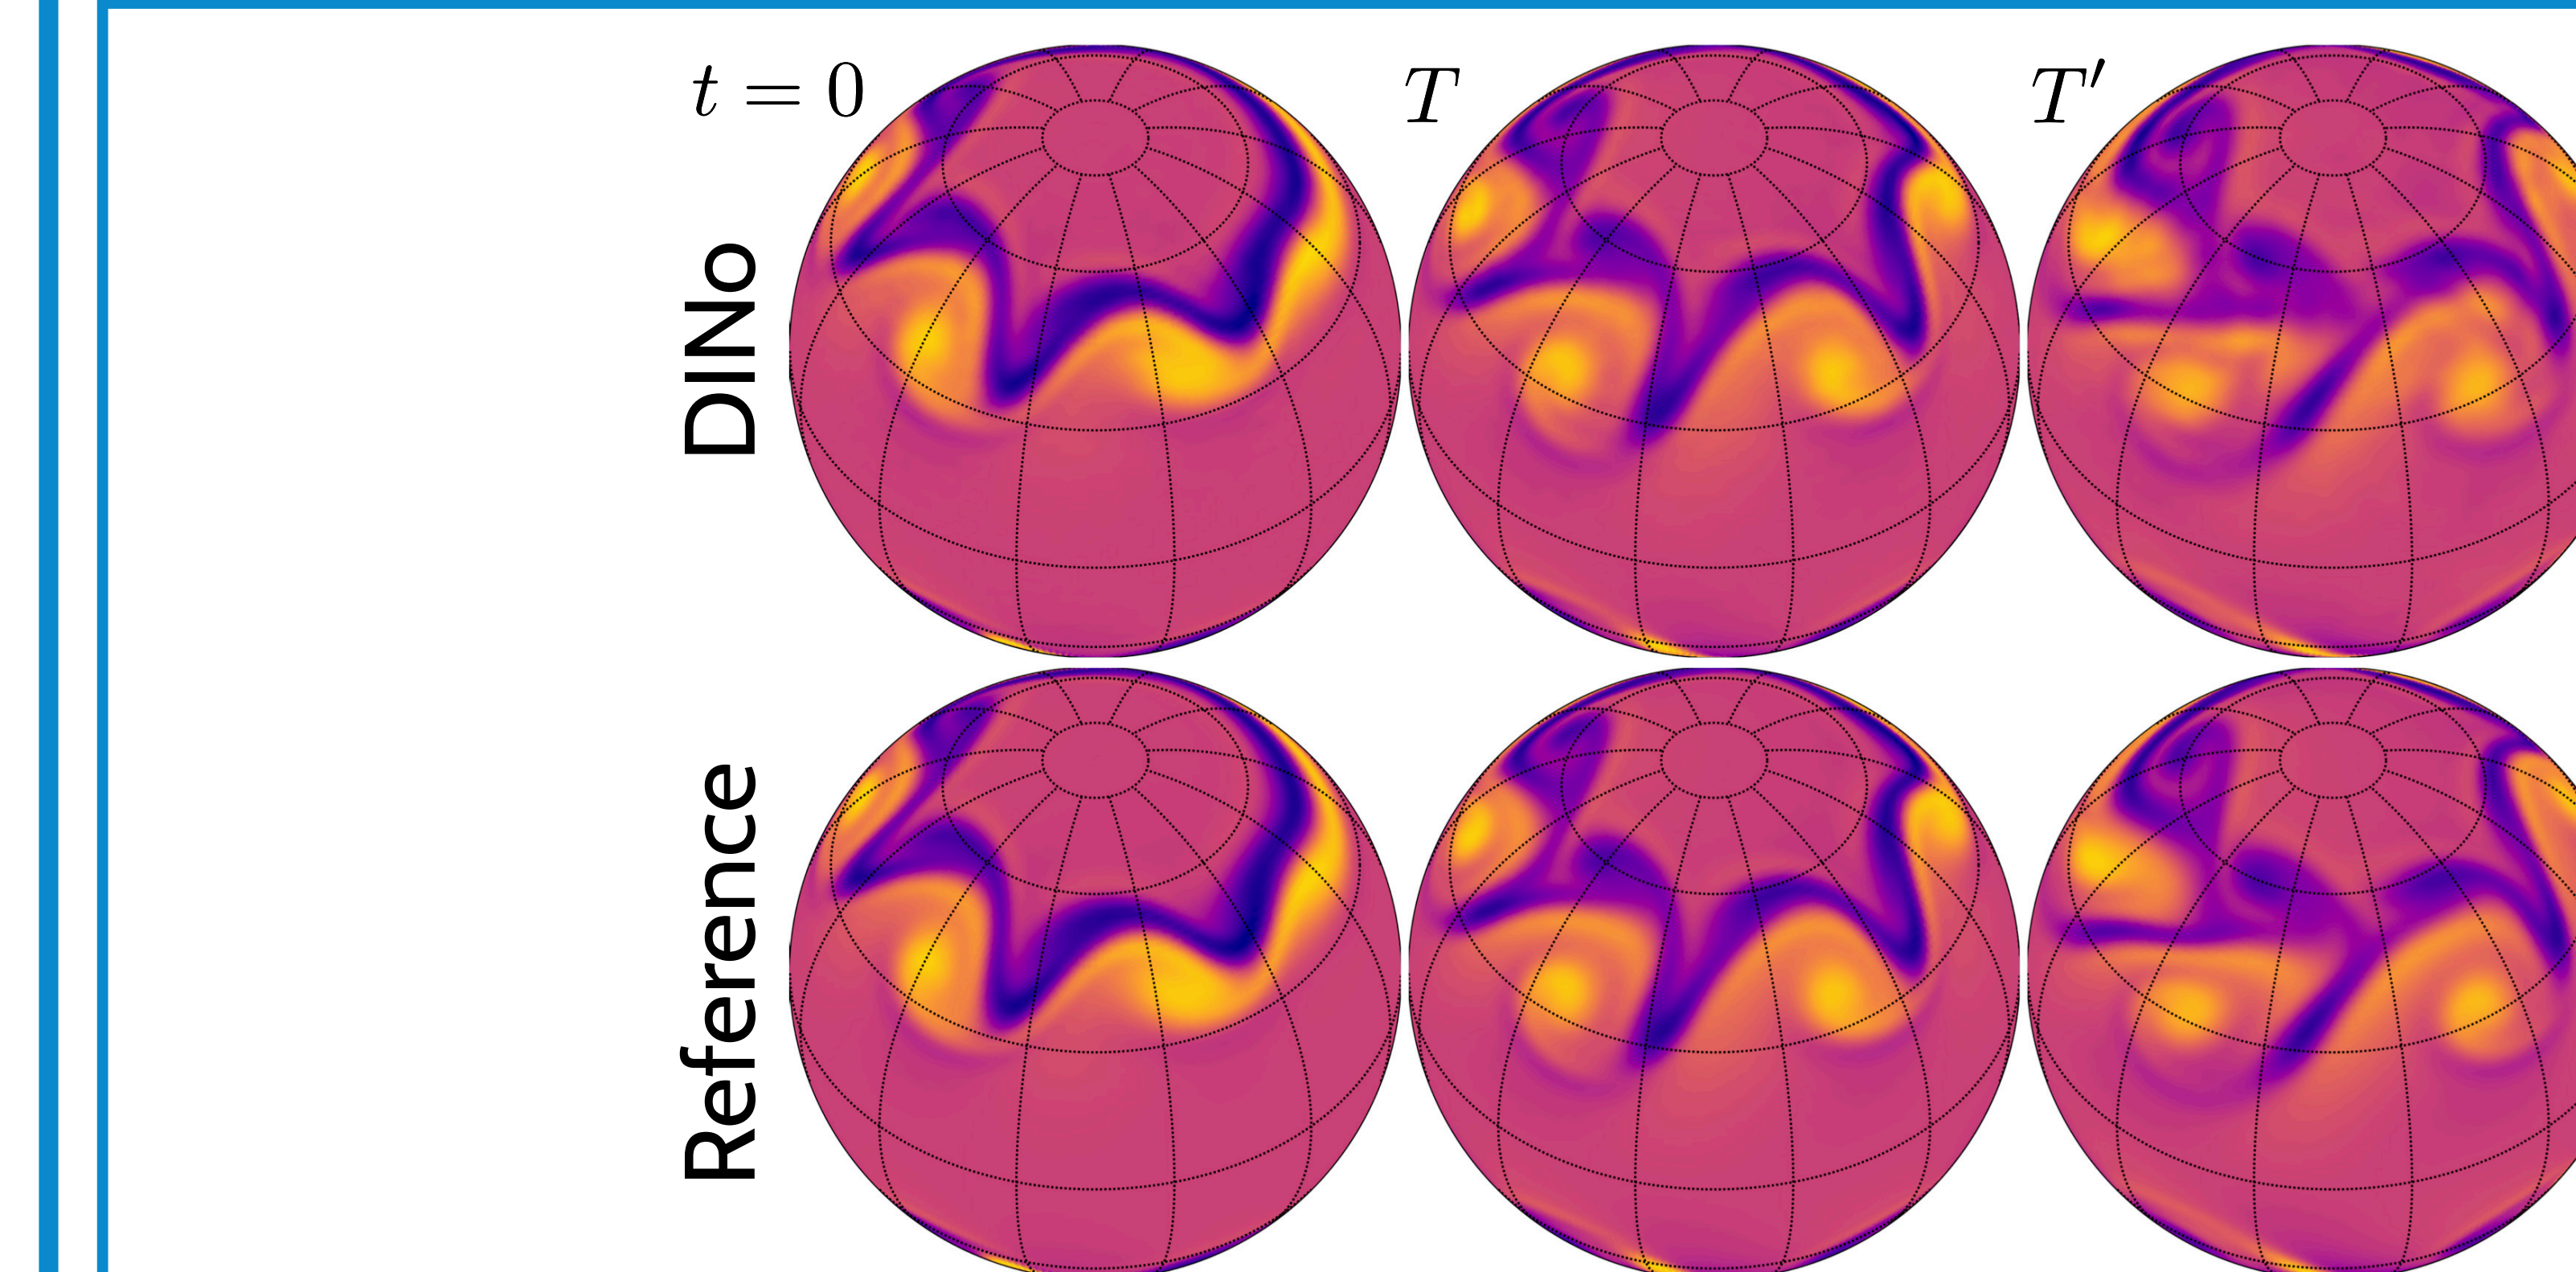 t = 0
T
T′
DINo
Reference